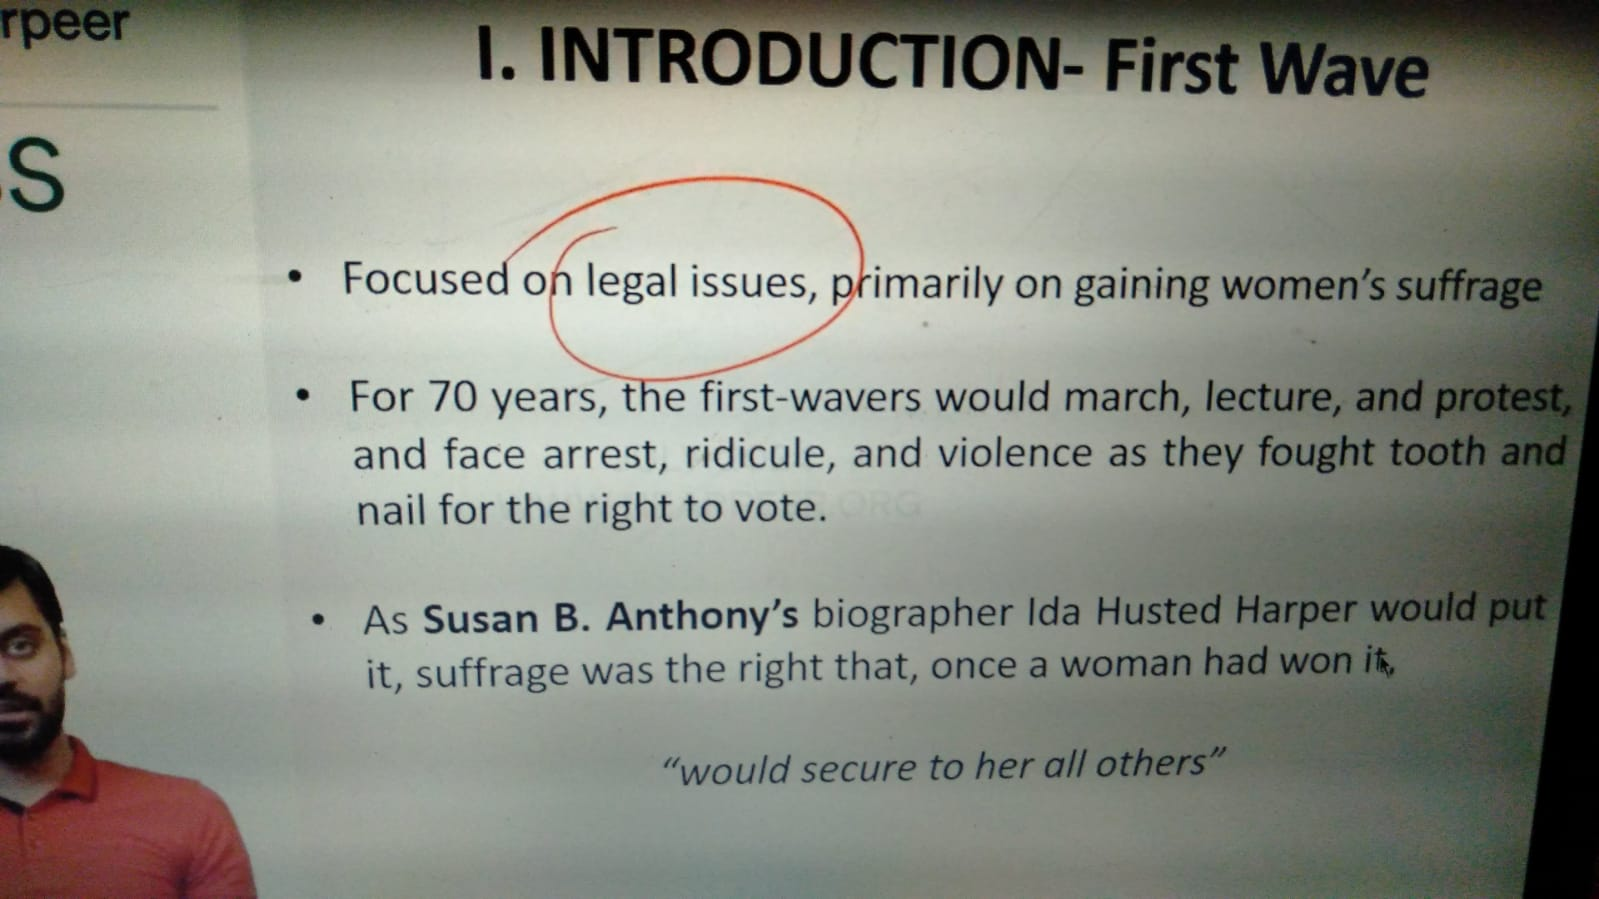 rpeer
S
I. INTRODUCTION- First Wave
• Focused on legal issues, primarily on gaining women's suffrage
• For 70 years, the first-wavers would march, lecture, and protest,
and face arrest, ridicule, and violence as they fought tooth and
nail for the right to vote.
ORG
• As Susan B. Anthony's biographer Ida Husted Harper would put
it, suffrage was the right that, once a woman had won it,
“would secure to her all others”